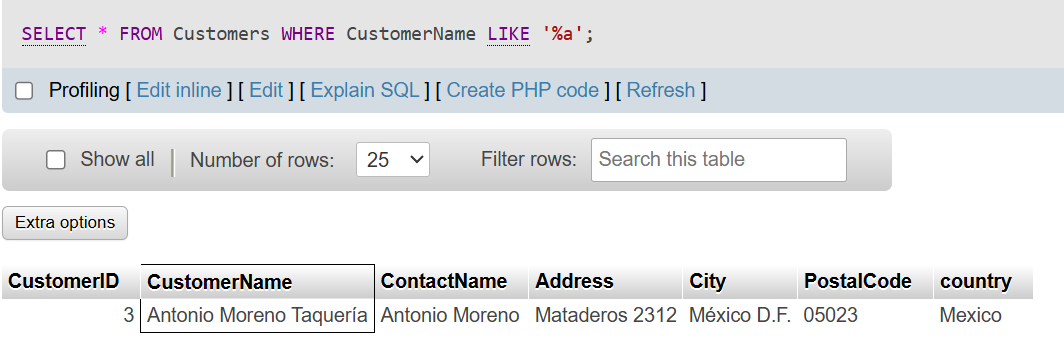 SELECT * FROM Customers WHERE CustomerName LIKE '%a';
Profiling [ Edit inline ] [ Edit ] [ Explain SQL ] [ Create PHP code ] [ Refresh ]
Show all Number of rows: 25 Filter rows: Search this table
Extra options
CustomerID CustomerName ContactName Address City PostalCode country
3 Antonio Moreno Taquería Antonio Moreno Mataderos 2312 México D.F. 05023 Mexico